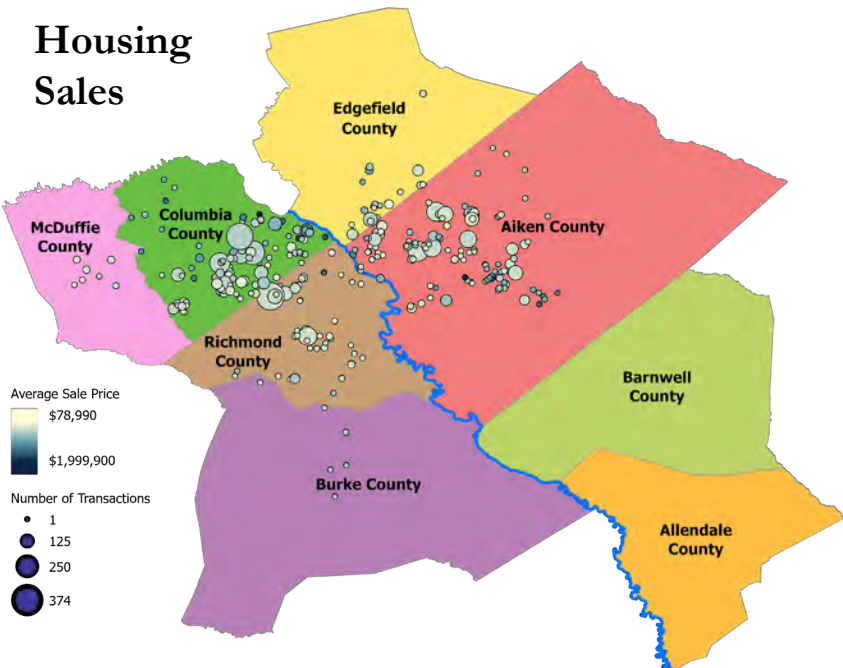 Housing
Sales
Edgefield
County
McDuffie
County
Columbia
County
Aiken County
Richmond
County
Barnwell
County
Burke County
Allendale
County
Average Sale Price
$78,990
$1,999,900
Number of Transactions
1
125
250
374